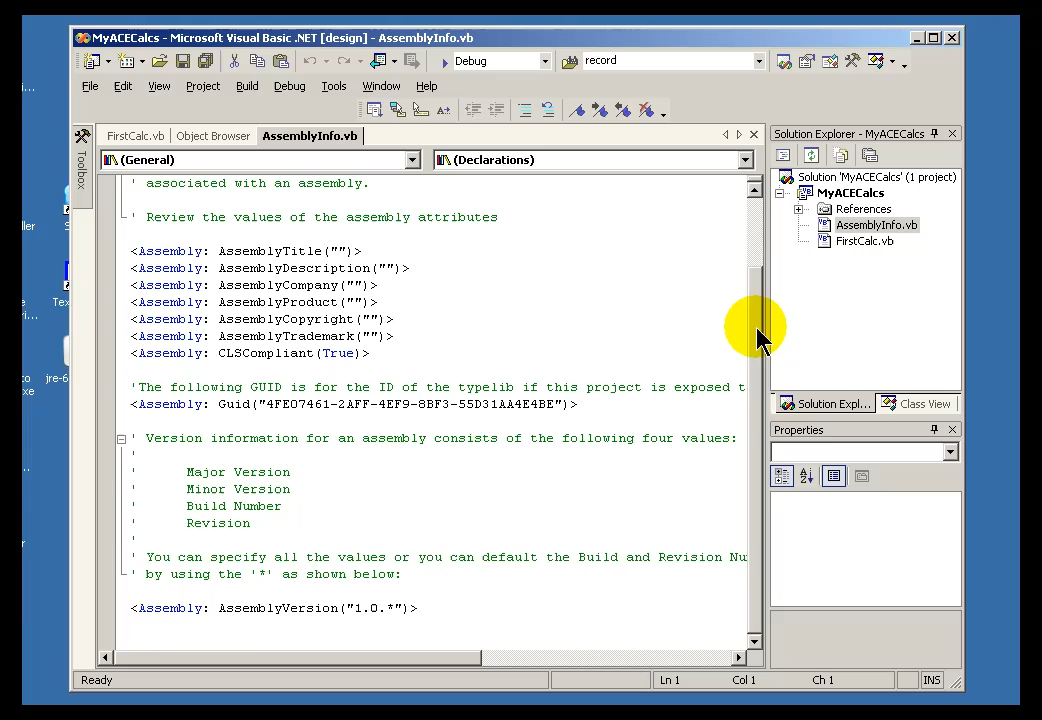 MyACECalcs - Microsoft Visual Basic .NET [design] - AssemblyInfo.vb
Debug
record
File Edit View Project Build Debug Tools Window Help
Toolbox
FirstCalc.vb Object Browser AssemblyInfo.vb
(General) (Declarations)
' associated with an assembly.
' Review the values of the assembly attributes
<Assembly: AssemblyTitle("")>
<Assembly: AssemblyDescription("")>
<Assembly: AssemblyCompany("")>
<Assembly: AssemblyProduct("")>
<Assembly: AssemblyCopyright("")>
<Assembly: AssemblyTrademark("")>
<Assembly: CLSCompliant(True)>
'The following GUID is for the ID of the typelib if this project is exposed t
<Assembly: Guid("4FE07461-2AFF-4EF9-8BF3-55D31AA4E4BE")>
' Version information for an assembly consists of the following four values:
'
' Major Version
' Minor Version
' Build Number
' Revision
'
' You can specify all the values or you can default the Build and Revision Nu
' by using the '*' as shown below:
<Assembly: AssemblyVersion("1.0.*")>
Solution Explorer - MyACECalcs
Solution 'MyACECalcs' (1 project)
MyACECalcs
References
AssemblyInfo.vb
FirstCalc.vb
Solution Expl... Class View
Properties
Ready Ln 1 Col 1 Ch 1 INS
...
ller
S
Tex
i...
jre-6
to
xe